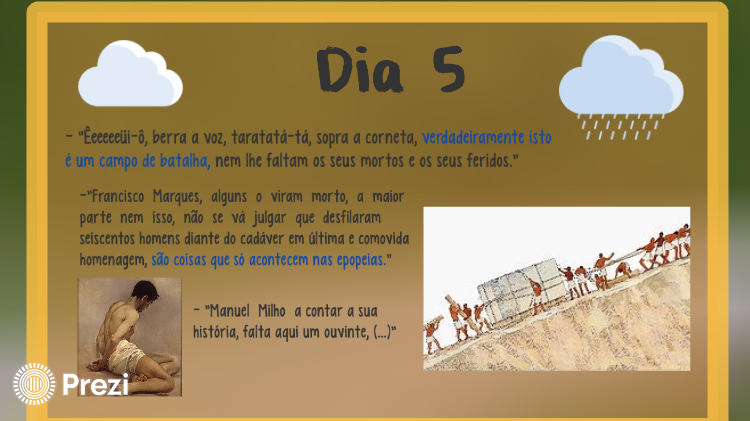 Dia 5
- "Êeeeeeüi-ô, berra a voz, taratatá-tá, sopra a corneta, verdadeiramente isto
é um campo de batalha, nem lhe faltam os seus mortos e os seus feridos."
-"Francisco Marques, alguns o viram morto, a maior
parte nem isso, não se vá julgar que desfilaram
seiscentos homens diante do cadáver em última e comovida
homenagem, são coisas que só acontecem nas epopeias."
- "Manuel Milho a contar a sua
história, falta aqui um ouvinte, (...)"
Prezi